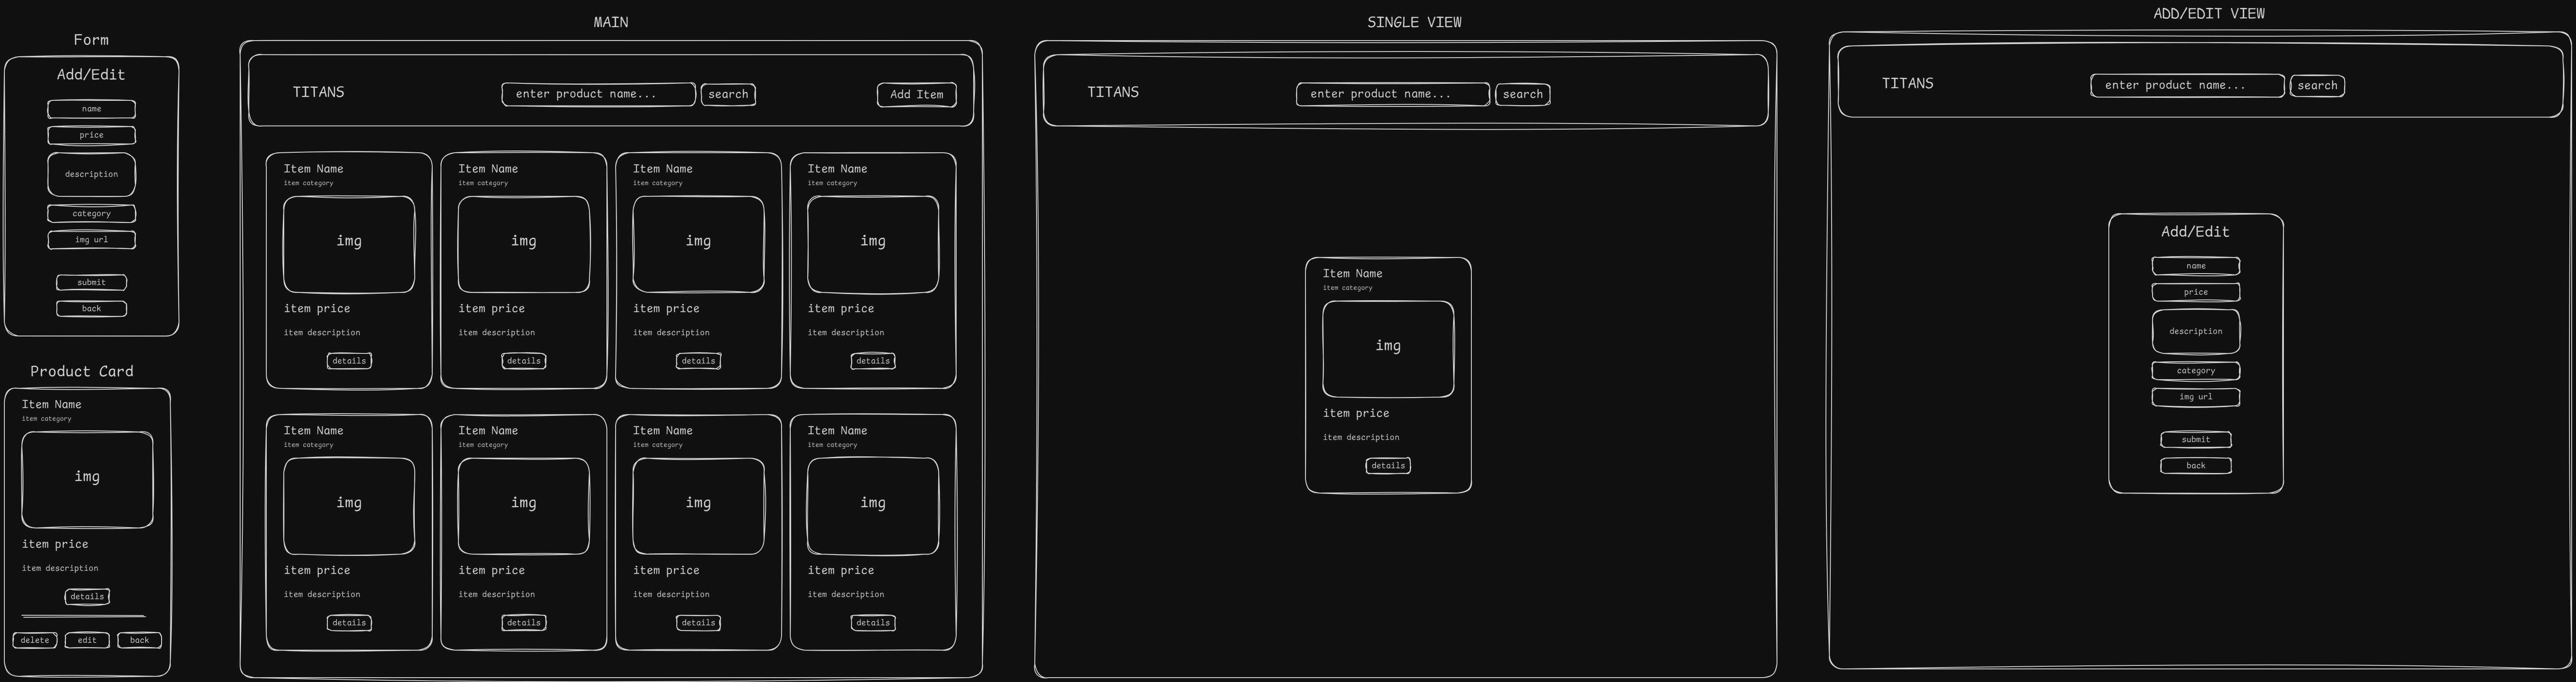 Form
Add/Edit
name
price
description
category
img url
submit
back
Product Card
Item Name
item category
img
item price
item description
details
delete edit back
MAIN
TITANS enter product name... search Add Item
Item Name Item Name Item Name Item Name
item category item category item category item category
img img img img
item price item price item price item price
item description item description item description item description
details details details details
Item Name Item Name Item Name Item Name
item category item category item category item category
img img img img
item price item price item price item price
item description item description item description item description
details details details details
SINGLE VIEW
TITANS enter product name... search
Item Name
item category
img
item price
item description
details
ADD/EDIT VIEW
TITANS enter product name... search
Add/Edit
name
price
description
category
img url
submit
back